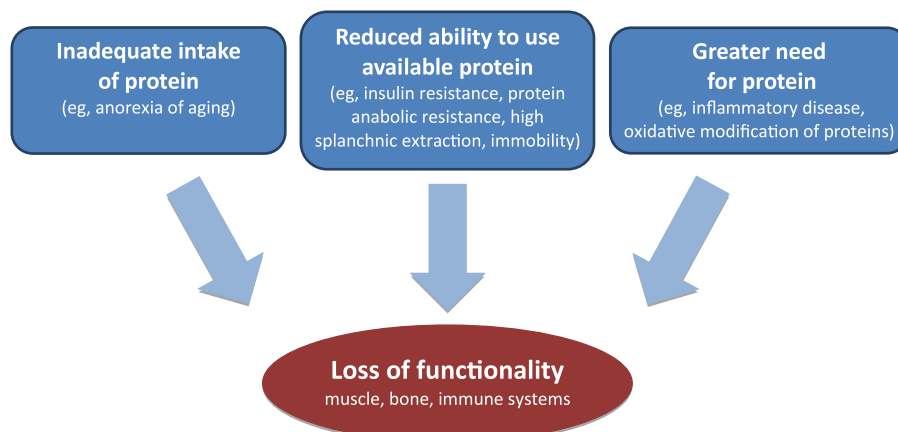 Inadequate intake
of protein
(eg, anorexia of aging)
Reduced ability to use
available protein
(eg, insulin resistance, protein
anabolic resistance, high
splanchnic extraction, immobility)
Greater need
for protein
(eg, inflammatory disease,
oxidative modification of proteins)
Loss of functionality
muscle, bone, immune systems